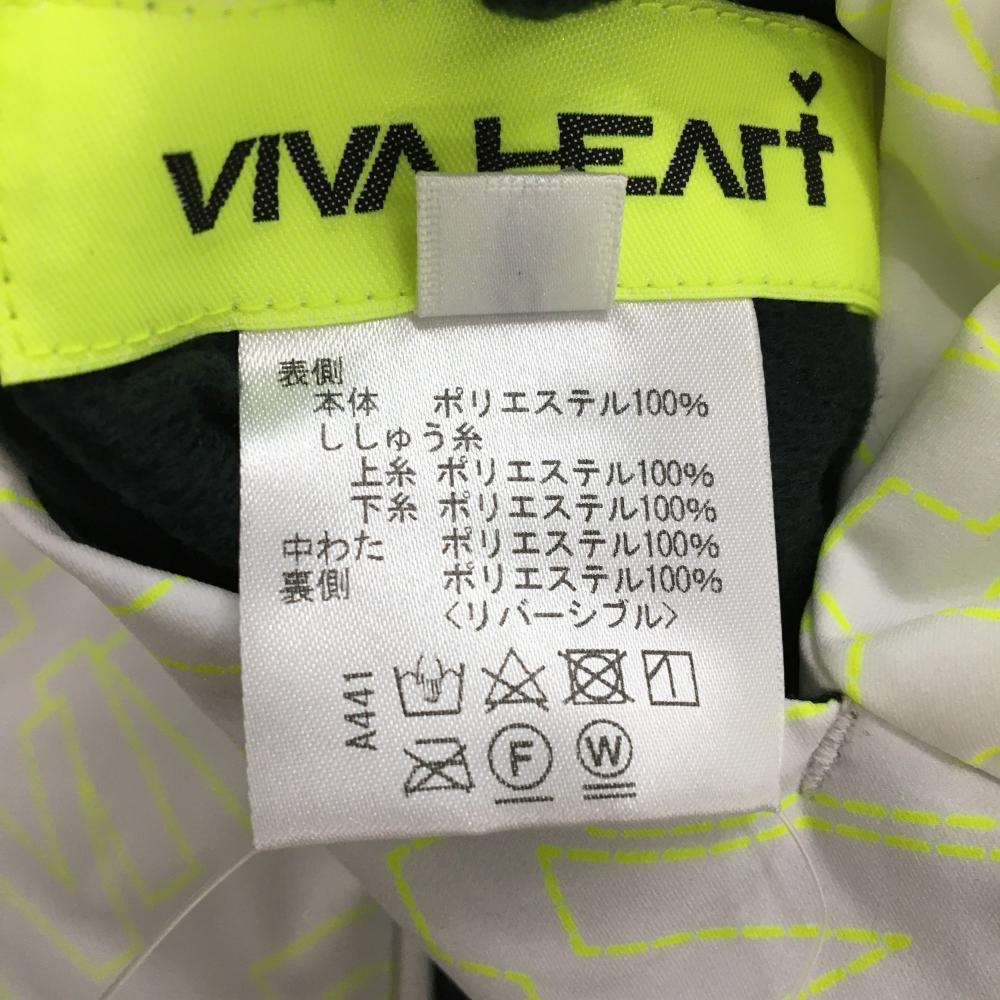 VIVA HEArt
表側
本体 ポリエステル100%
ししゅう糸
上糸 ポリエステル100%
下糸 ポリエステル100%
中わた ポリエステル100%
裏側 ポリエステル100%
〈リバーシブル〉
A441
F
W